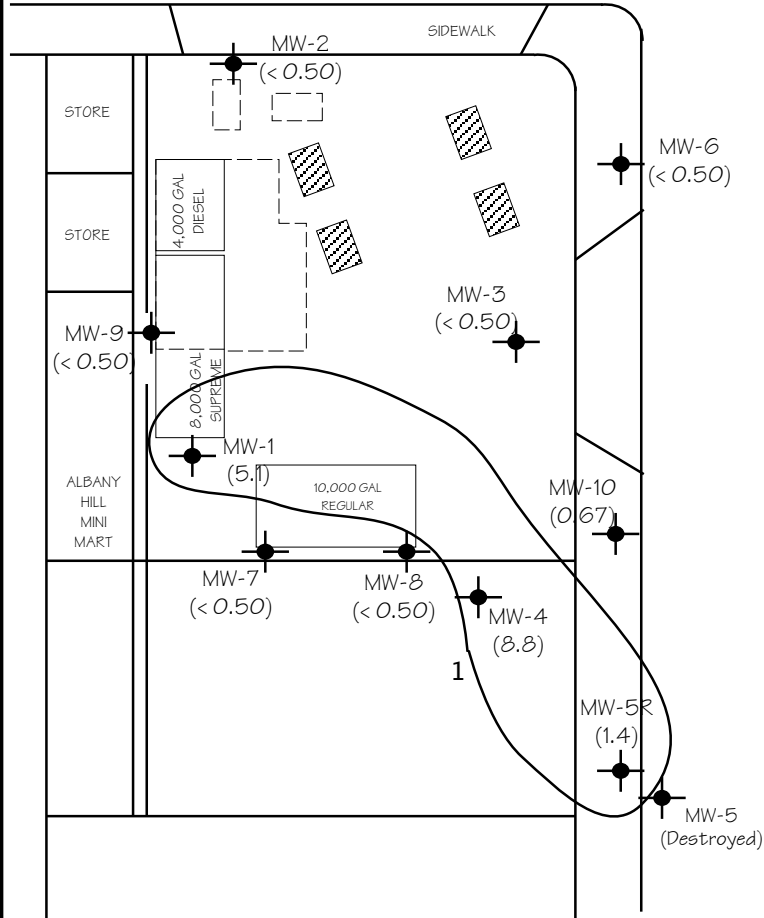 SIDEWALK
MW-2
(< 0.50)
STORE
MW-6
(< 0.50)
4,000 GAL
DIESEL
STORE
MW-3
(< 0.50)
MW-9
(< 0.50)
8,000 GAL
SUPREME
MW-1
(5.1)
ALBANY
HILL
MINI
MART
10,000 GAL
REGULAR
MW-10
(0.67)
MW-7
(< 0.50)
MW-8
(< 0.50)
MW-4
(8.8)
1
MW-5R
(1.4)
MW-5
(Destroyed)